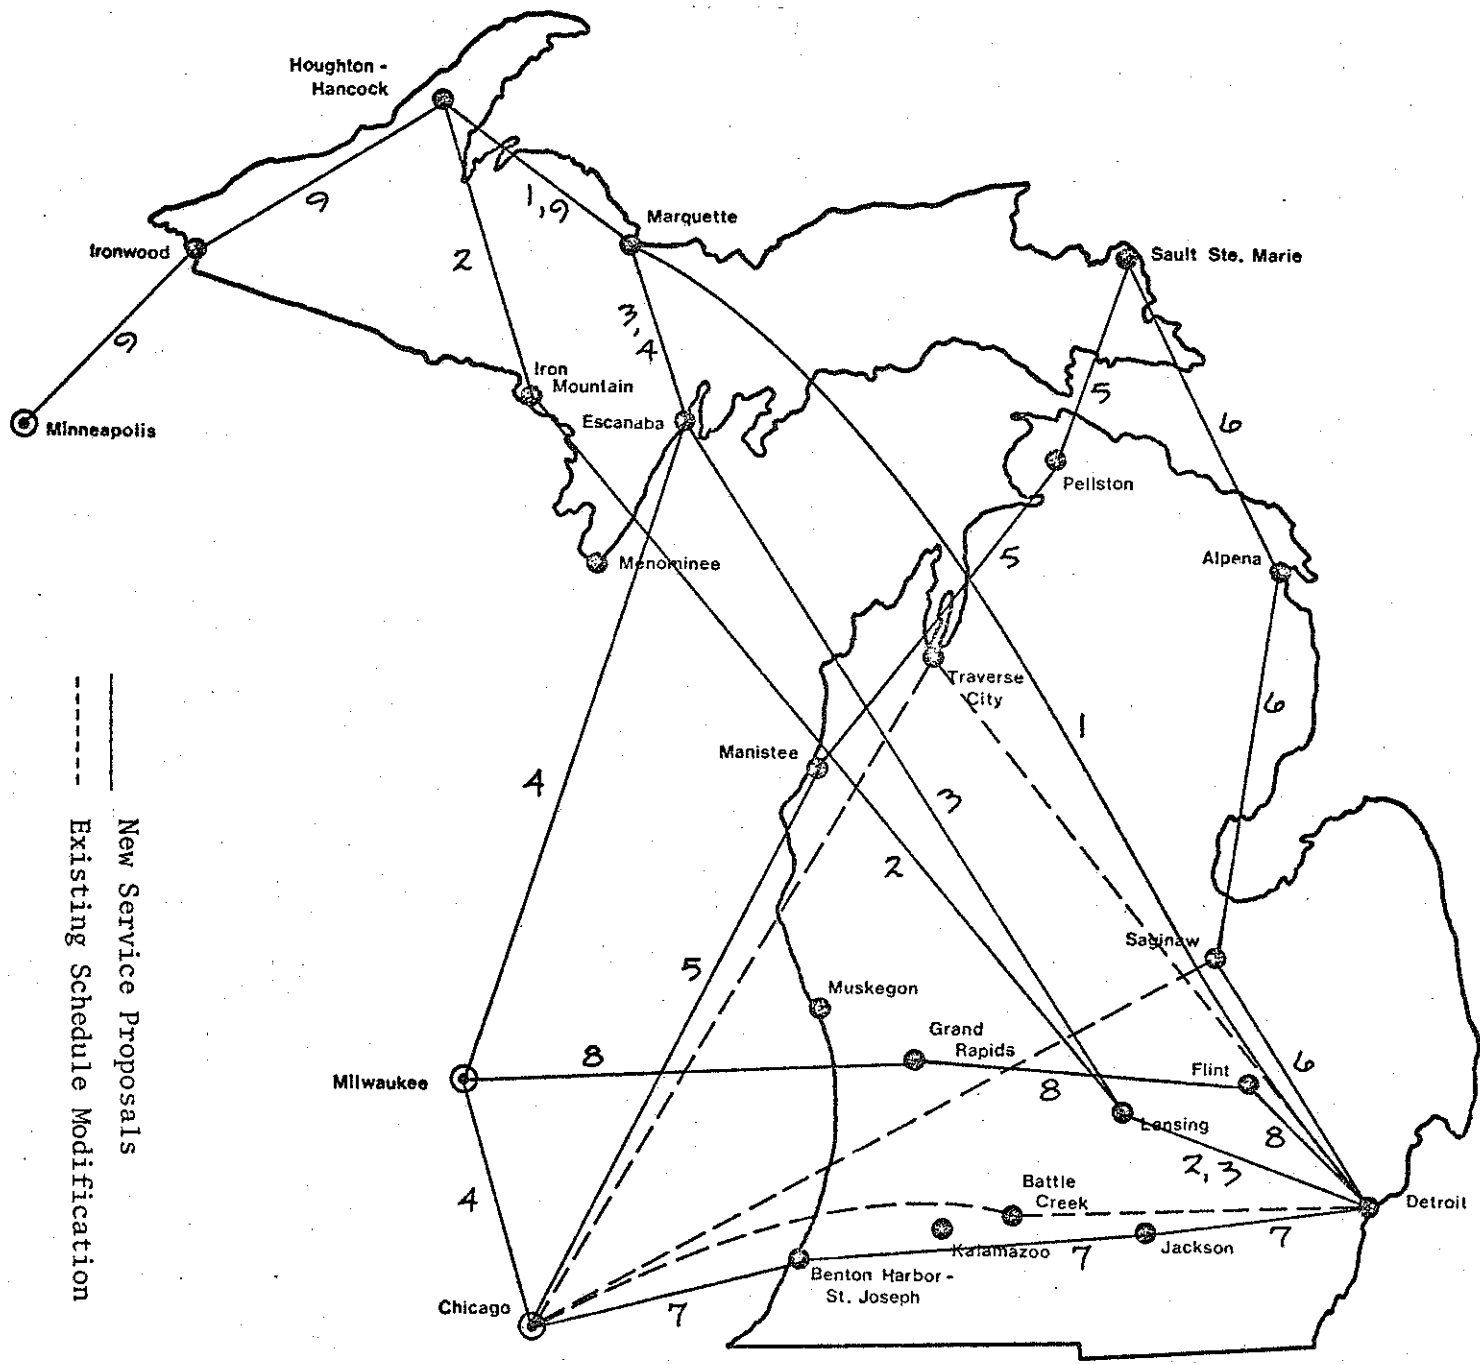 Houghton -
Hancock
9
1,9
Marquette
Ironwood
2
Sault Ste. Marie
9
3,
4
Iron
Mountain
5
Minneapolis
Escanaba
6
Pellston
Menominee
5
Alpena
Traverse
City
6
1
Manistee
4
3
2
Saginaw
5
Muskegon
Grand
Rapids
8
6
Milwaukee
Flint
8
Lansing
8
2,3
4
Battle
Creek
Detroit
Kalamazoo
7
Jackson
7
Benton Harbor -
St. Joseph
Chicago
7
New Service Proposals
Existing Schedule Modification